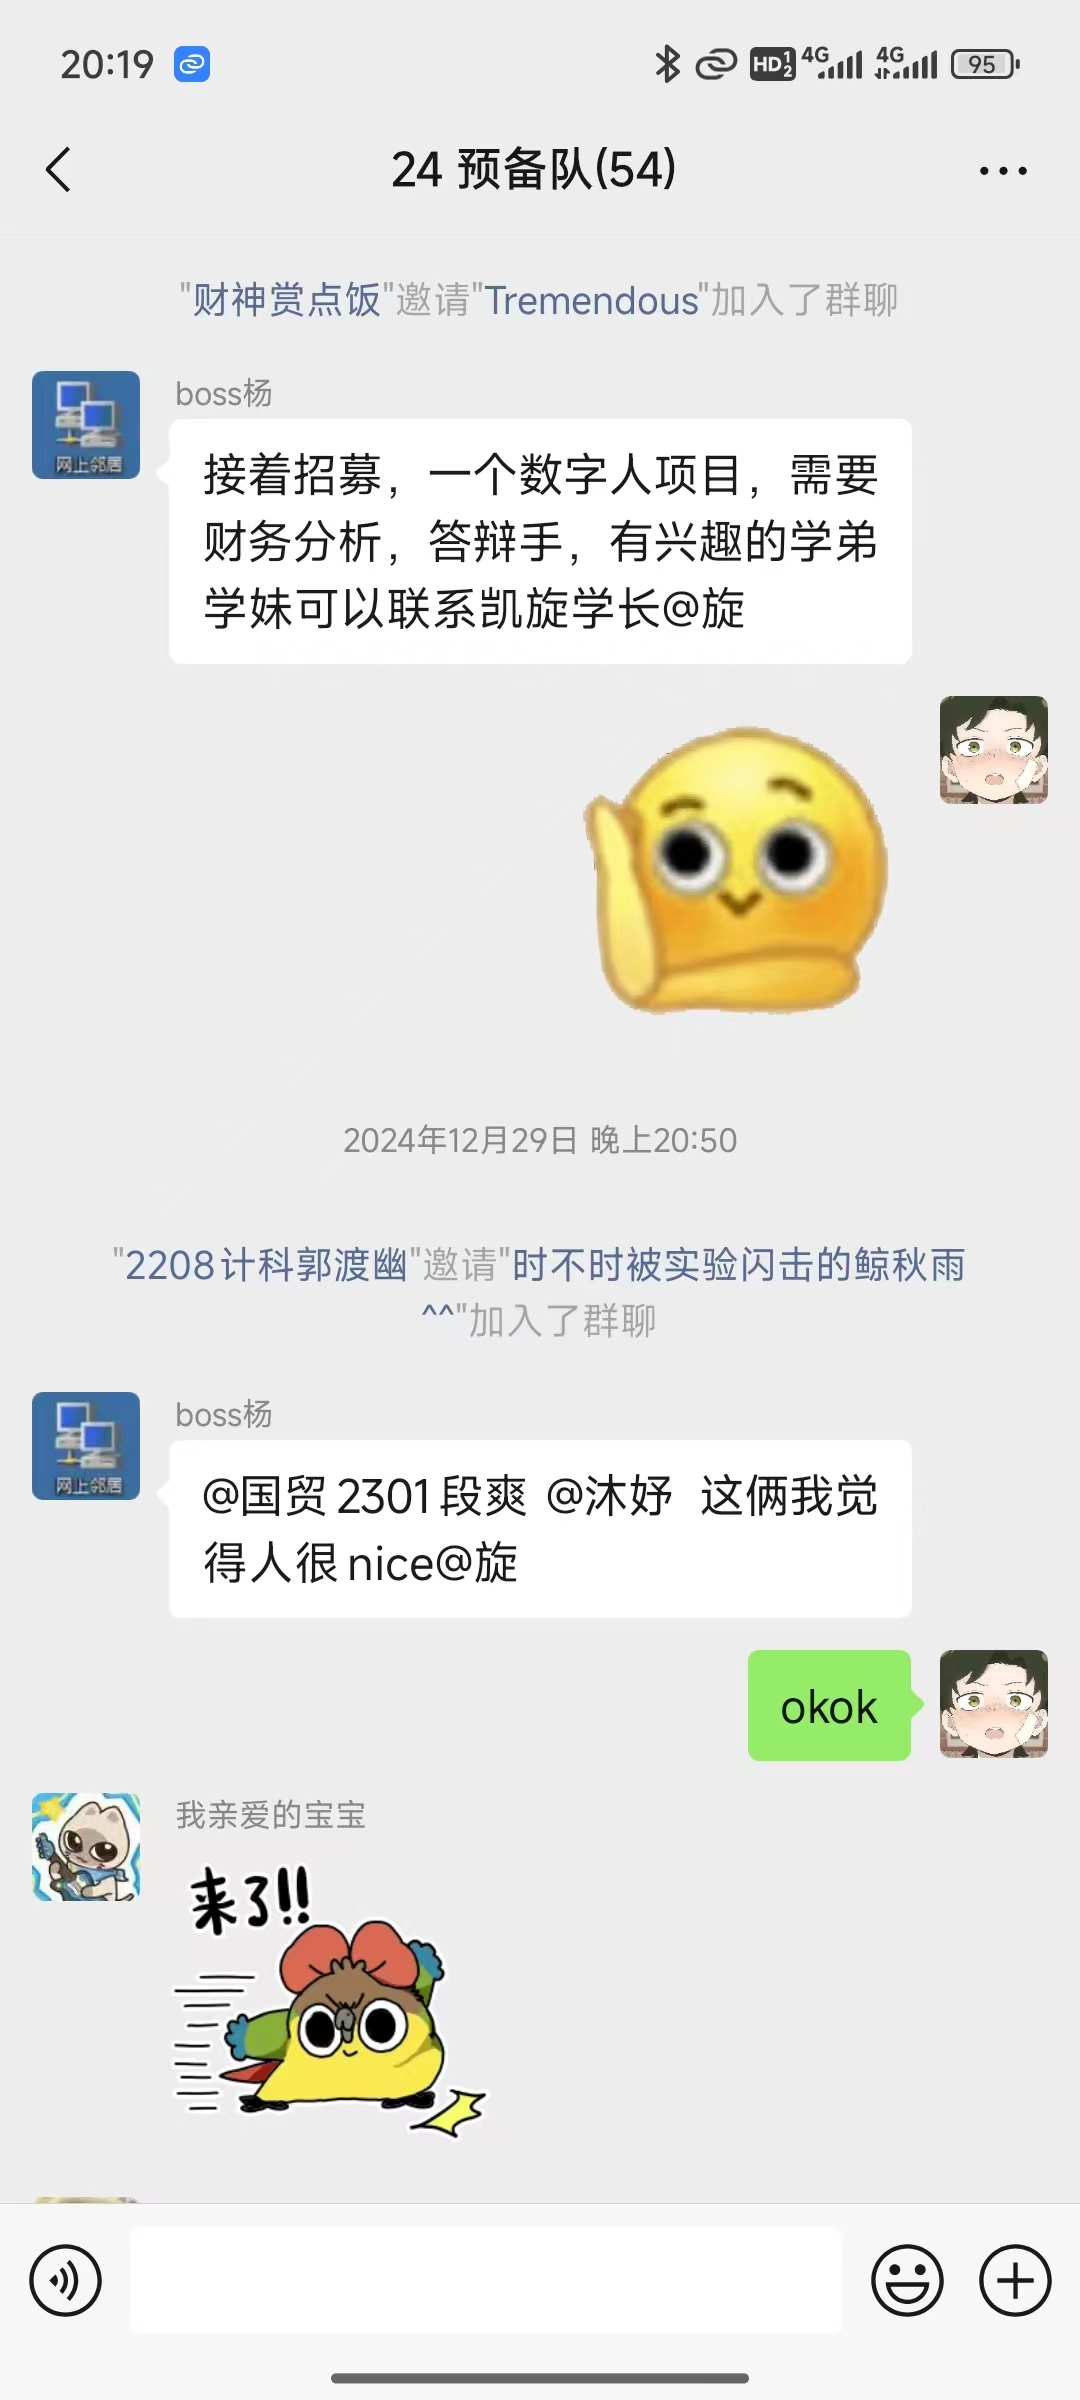 20:19
HD 1 2 4G 4G 95
24 预备队(54)
"财神赏点饭"邀请"Tremendous"加入了群聊
boss杨
网上邻居
接着招募，一个数字人项目，需要
财务分析，答辩手，有兴趣的学弟
学妹可以联系凯旋学长@旋
2024年12月29日 晚上20:50
"2208计科郭渡幽"邀请"时不时被实验闪击的鲸秋雨
^^"加入了群聊
boss杨
网上邻居
@国贸2301段爽 @沐妤 这俩我觉
得人很nice@旋
okok
我亲爱的宝宝
来了!!